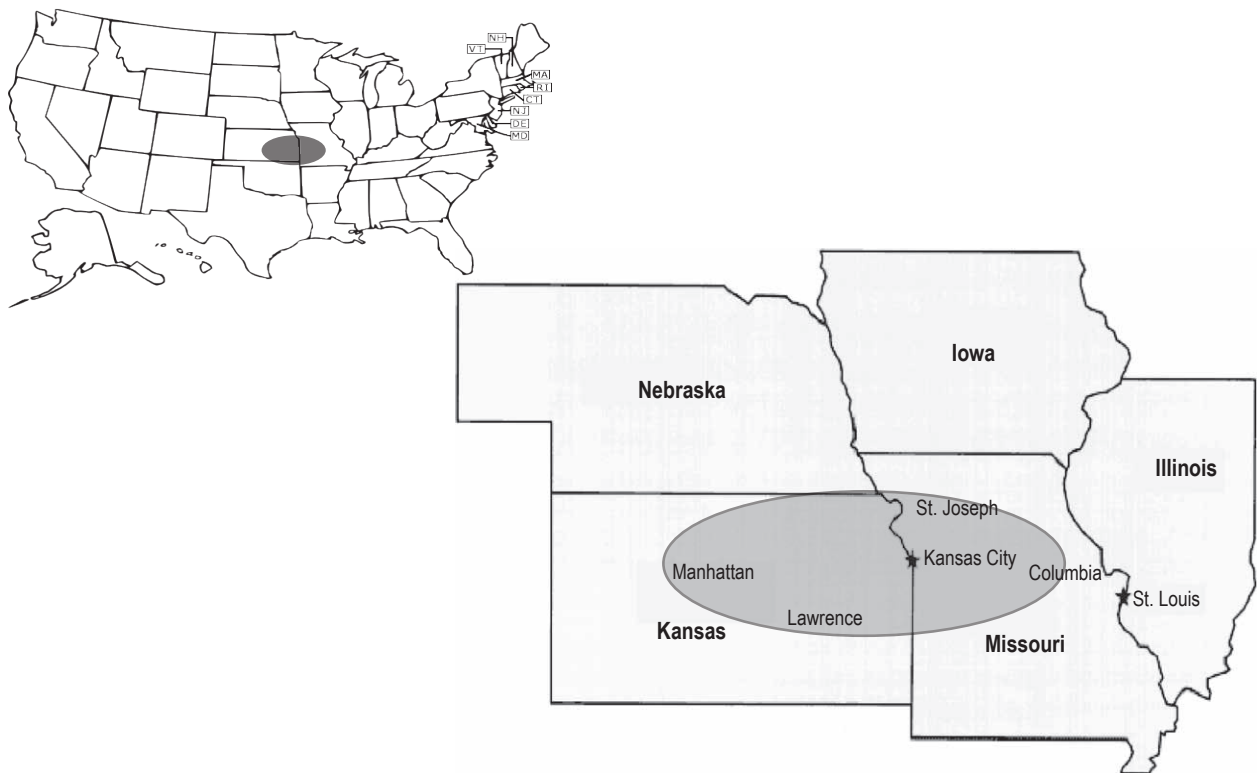 NH
VT
MA
RI
CT
NJ
DE
MD
Iowa
Nebraska
Illinois
St. Joseph
Kansas City
Manhattan
Columbia
St. Louis
Lawrence
Kansas
Missouri